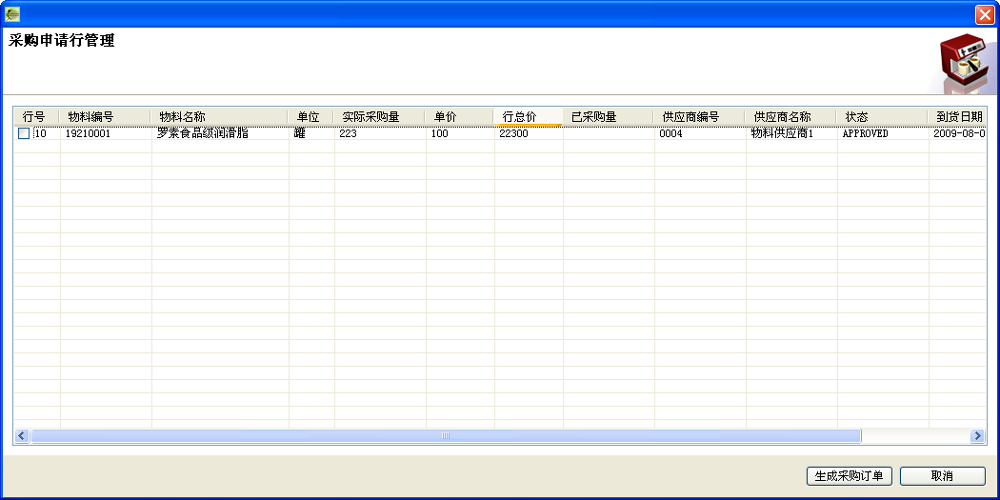 采购申请行管理
行号 物料编号 物料名称 单位 实际采购量 单价 行总价 已采购量 供应商编号 供应商名称 状态 到货日期
10 19210001 罗素食品级润滑脂 罐 223 100 22300 0004 物料供应商1 APPROVED 2009-08-0
生成采购订单 取消